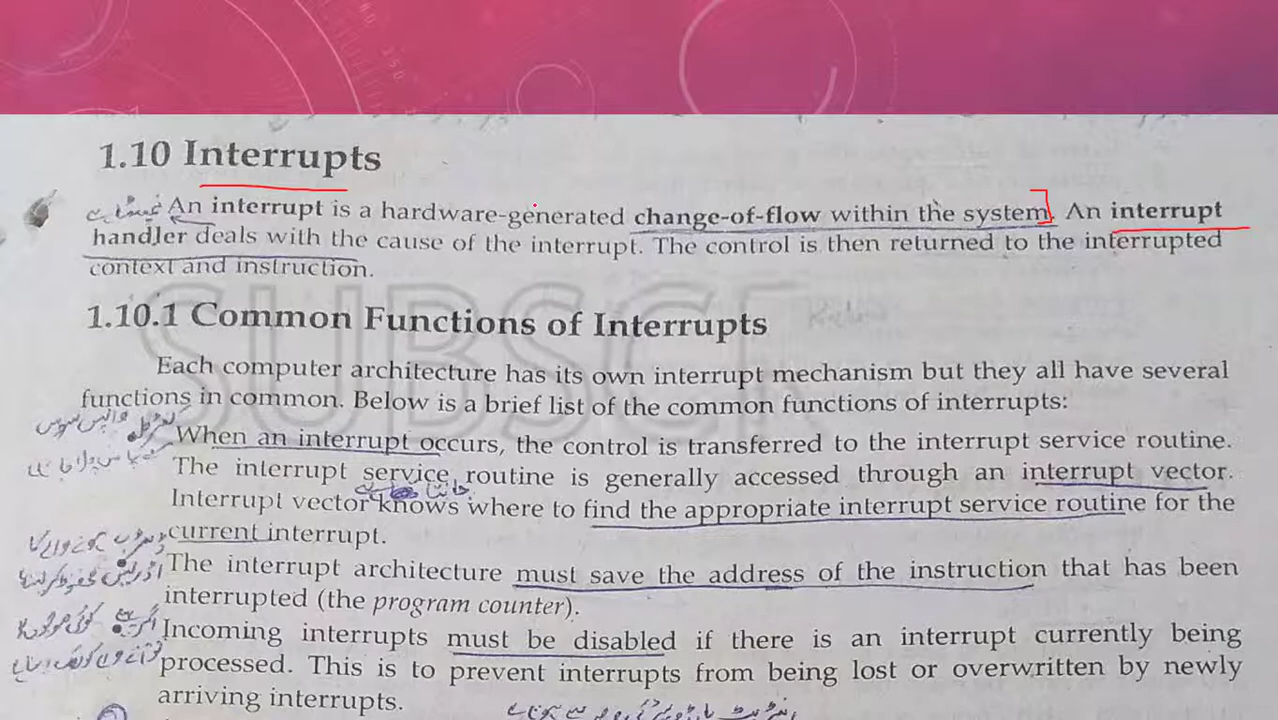 1.10 Interrupts
An interrupt is a hardware-generated change-of-flow within the system. An interrupt
handler deals with the cause of the interrupt. The control is then returned to the interrupted
context and instruction.
1.10.1 Common Functions of Interrupts
Each computer architecture has its own interrupt mechanism but they all have several
functions in common. Below is a brief list of the common functions of interrupts:
When an interrupt occurs, the control is transferred to the interrupt service routine.
The interrupt service routine is generally accessed through an interrupt vector.
Interrupt vector knows where to find the appropriate interrupt service routine for the
current interrupt.
The interrupt architecture must save the address of the instruction that has been
interrupted (the program counter).
Incoming interrupts must be disabled if there is an interrupt currently being
processed. This is to prevent interrupts from being lost or overwritten by newly
arriving interrupts.